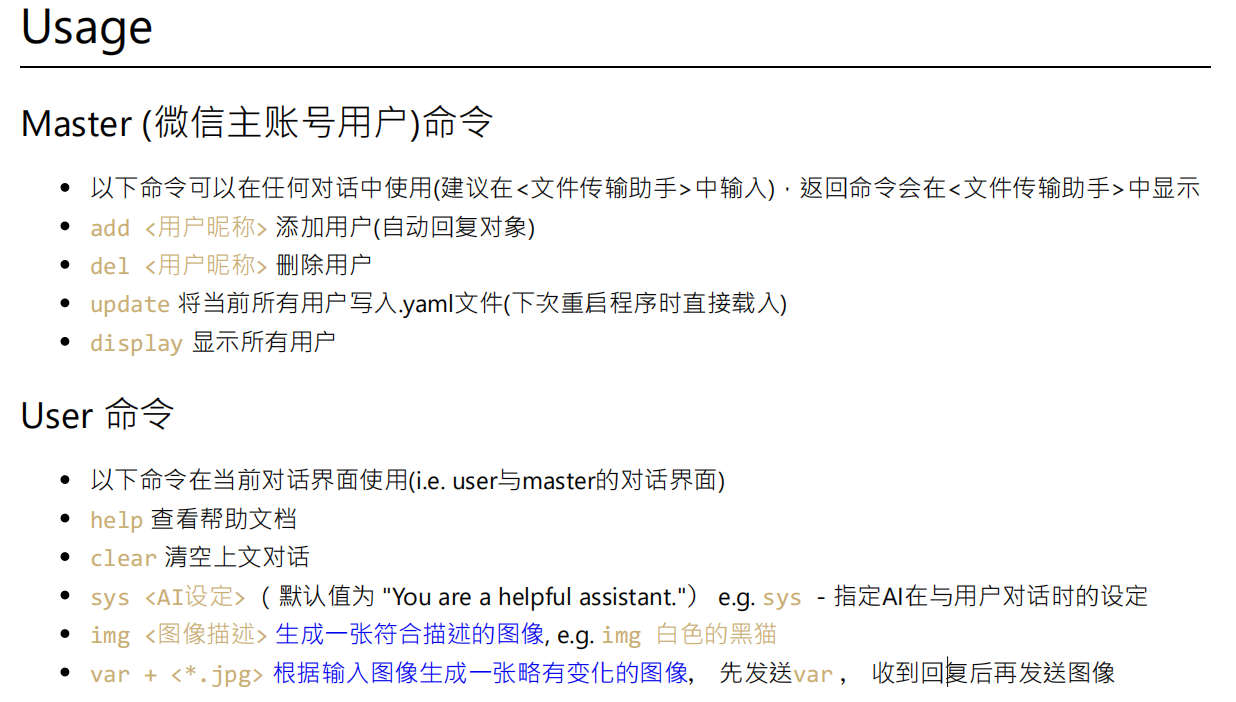 Usage
Master (微信主账号用户)命令
以下命令可以在任何对话中使用(建议在<文件传输助手>中输入)，返回命令会在<文件传输助手>中显示
add <用户昵称> 添加用户(自动回复对象)
del <用户昵称> 删除用户
update 将当前所有用户写入.yaml文件(下次重启程序时直接载入)
display 显示所有用户
User 命令
以下命令在当前对话界面使用(i.e. user与master的对话界面)
help 查看帮助文档
clear 清空上文对话
sys <AI设定> （ 默认值为 "You are a helpful assistant."） e.g. sys - 指定AI在与用户对话时的设定
img <图像描述> 生成一张符合描述的图像, e.g. img 白色的黑猫
var + <*.jpg> 根据输入图像生成一张略有变化的图像， 先发送var ， 收到回复后再发送图像